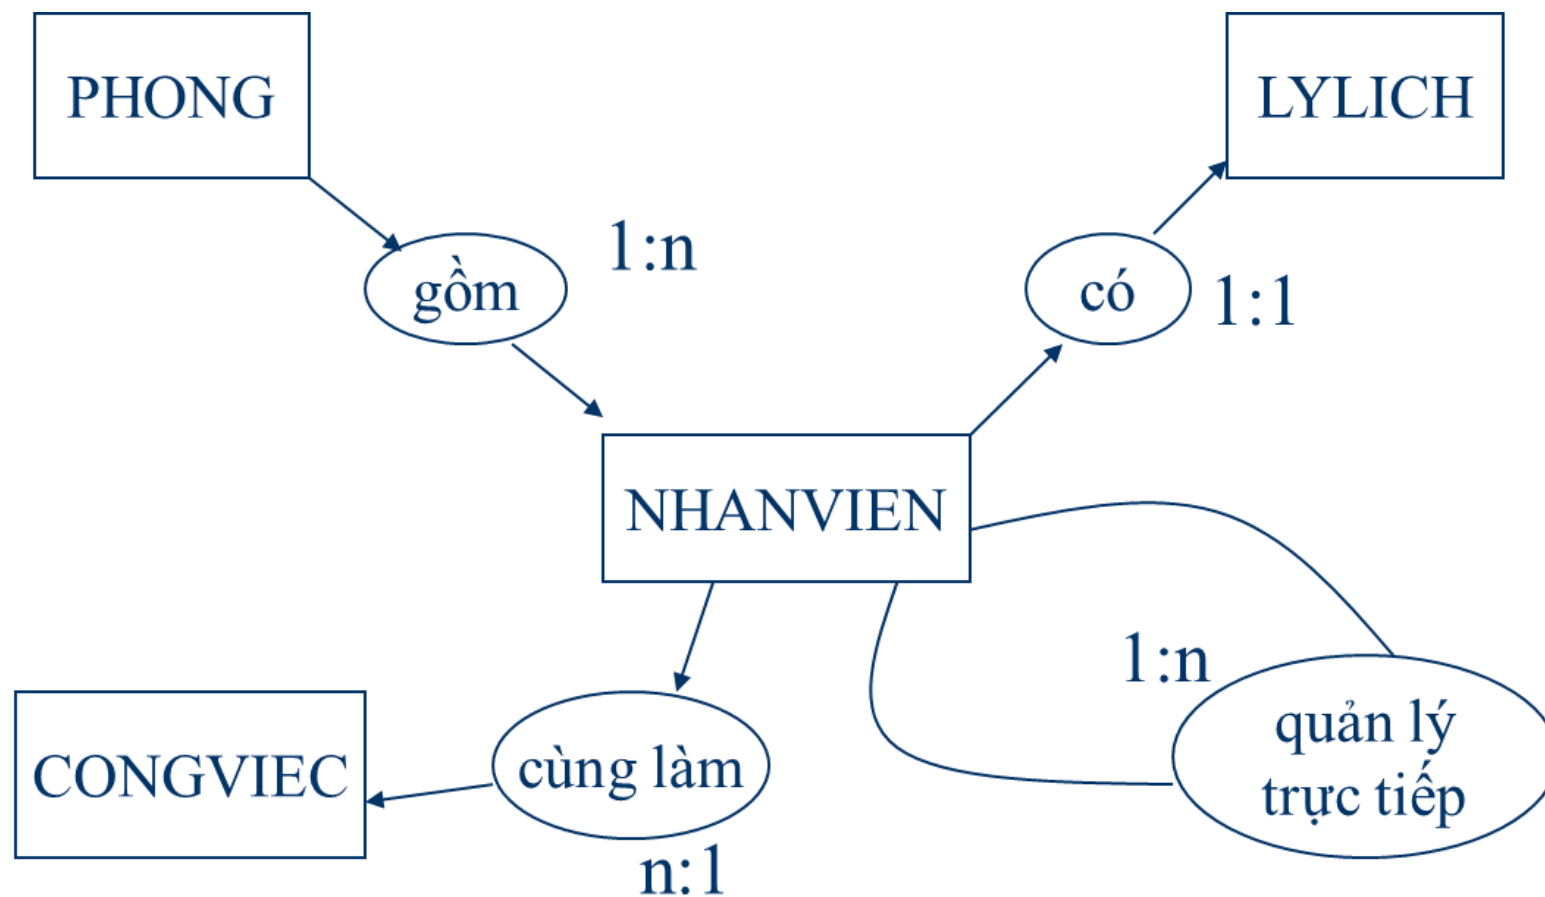 PHONG
LYLICH
gồm
1:n
có
1:1
NHANVIEN
1:n
quản lý
trực tiếp
CONGVIEC
cùng làm
n:1